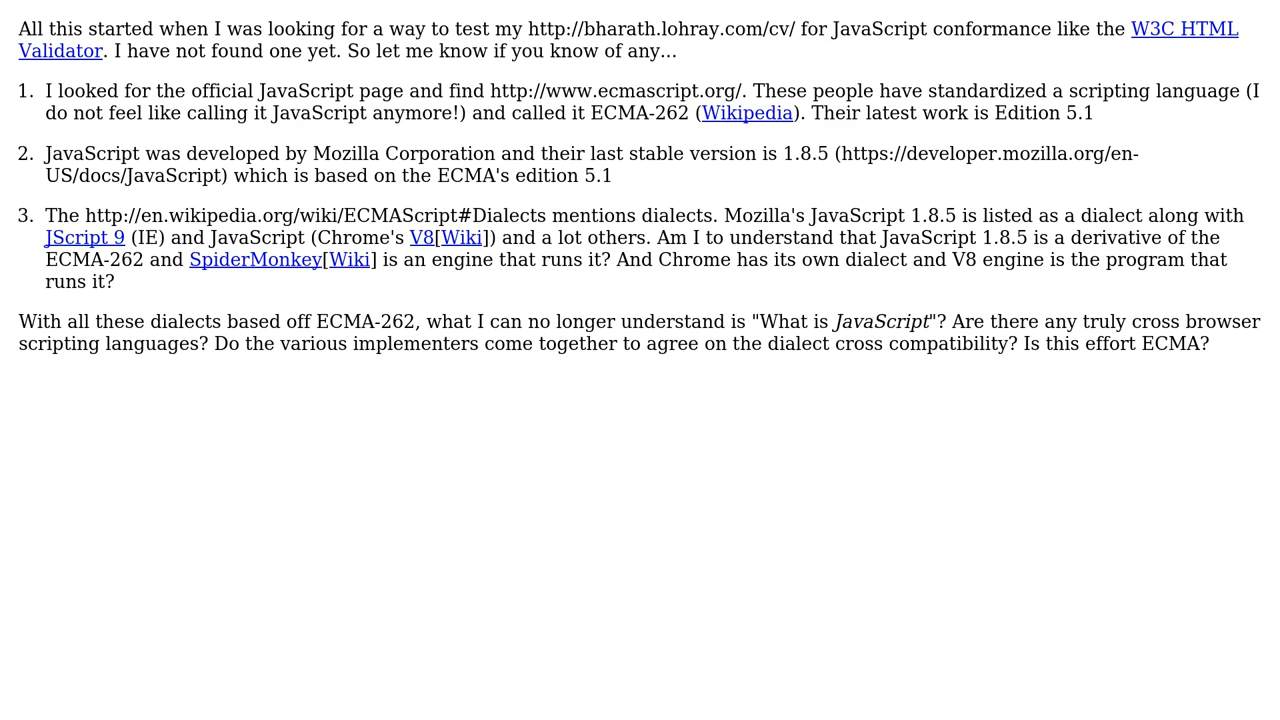 All this started when I was looking for a way to test my http://bharath.lohray.com/cv/ for JavaScript conformance like the W3C HTML
Validator. I have not found one yet. So let me know if you know of any...
1. I looked for the official JavaScript page and find http://www.ecmascript.org/. These people have standardized a scripting language (I
do not feel like calling it JavaScript anymore!) and called it ECMA-262 (Wikipedia). Their latest work is Edition 5.1
2. JavaScript was developed by Mozilla Corporation and their last stable version is 1.8.5 (https://developer.mozilla.org/en-
US/docs/JavaScript) which is based on the ECMA's edition 5.1
3. The http://en.wikipedia.org/wiki/ECMAScript#Dialects mentions dialects. Mozilla's JavaScript 1.8.5 is listed as a dialect along with
JScript 9 (IE) and JavaScript (Chrome's V8[Wiki]) and a lot others. Am I to understand that JavaScript 1.8.5 is a derivative of the
ECMA-262 and SpiderMonkey[Wiki] is an engine that runs it? And Chrome has its own dialect and V8 engine is the program that
runs it?
With all these dialects based off ECMA-262, what I can no longer understand is "What is JavaScript"? Are there any truly cross browser
scripting languages? Do the various implementers come together to agree on the dialect cross compatibility? Is this effort ECMA?